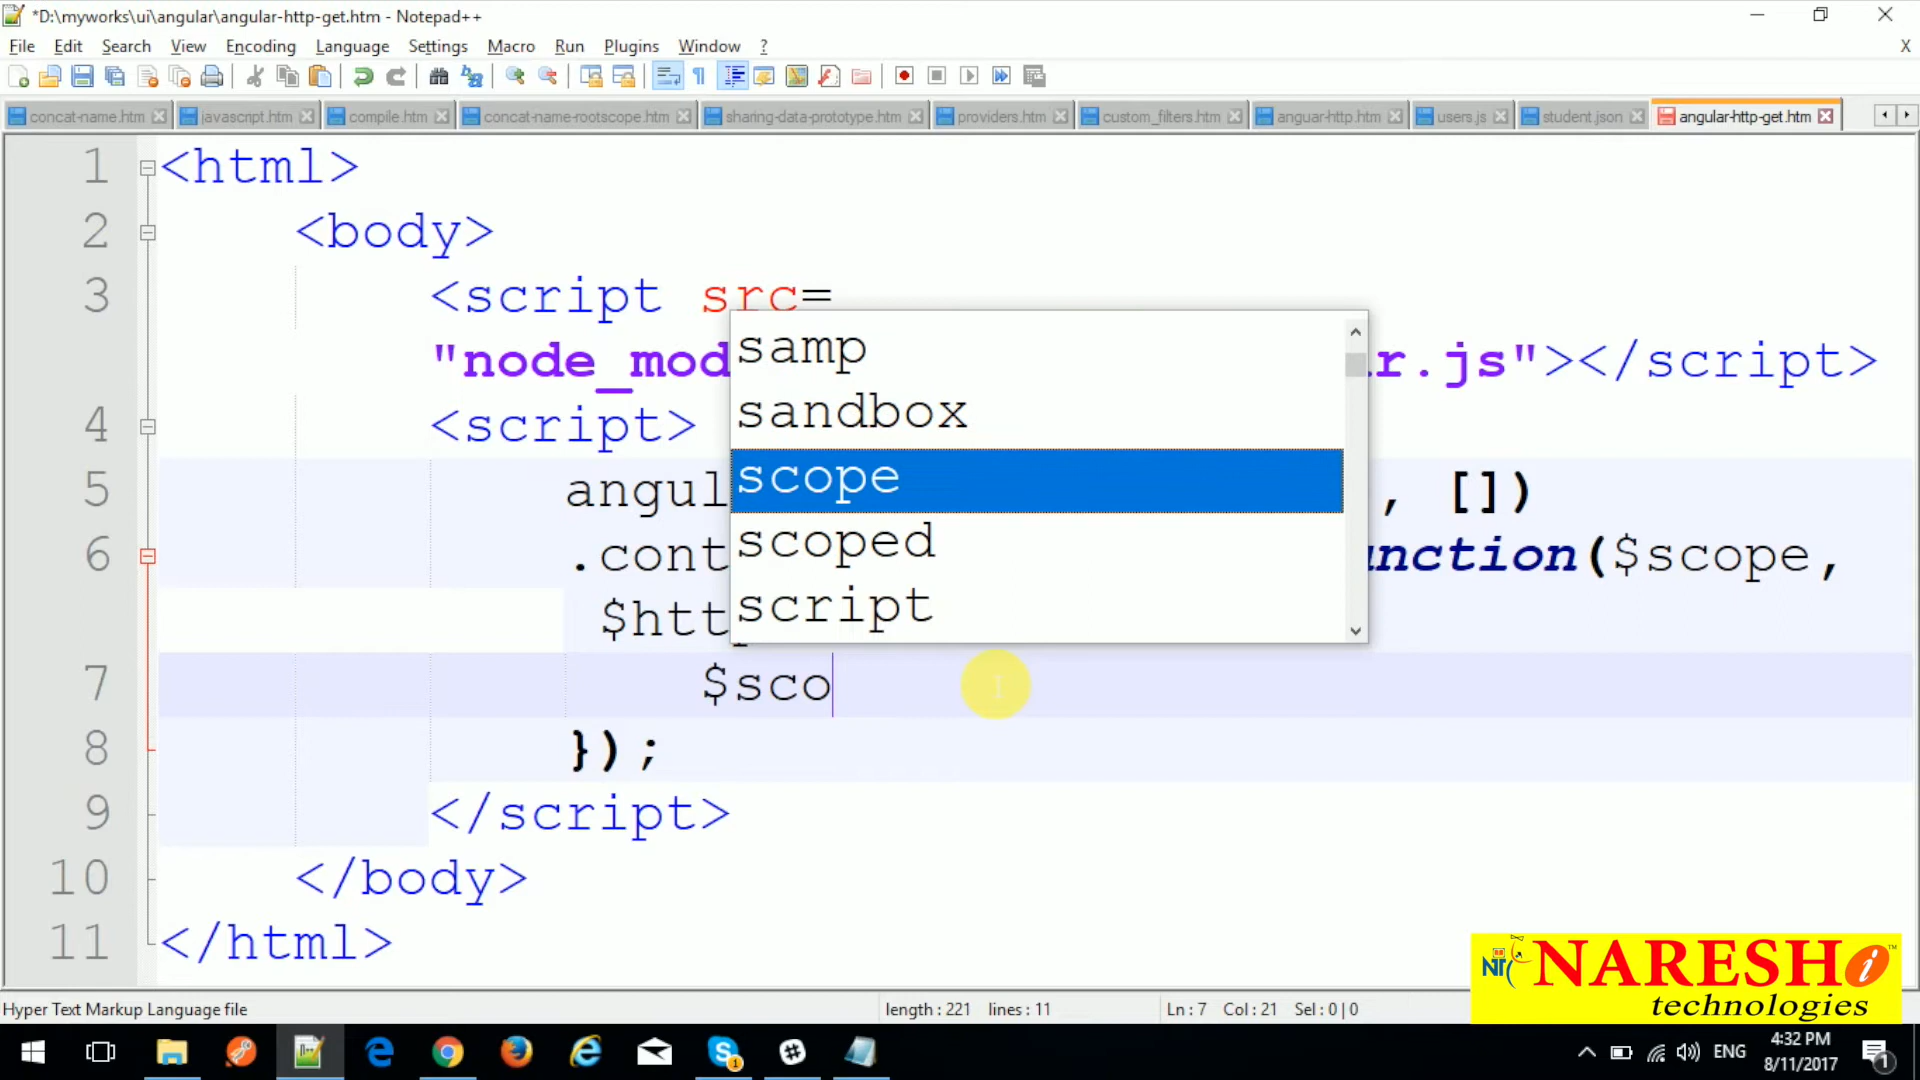 *D:\myworks\ui\angular\angular-http-get.htm - Notepad++
File Edit Search View Encoding Language Settings Macro Run Plugins Window ? X
concat-name.htm javascript.htm compile.htm concat-name-rootscope.htm sharing-data-prototype.htm providers.htm custom_filters.htm anguar-http.htm users.js student.json angular-http-get.htm
1 <html>
2 <body>
3 <script src=
"node_mod r.js"></script>
4 <script>
5 angul , [])
6 .cont nction($scope,
$http
7 $sco
8 });
9 </script>
10 </body>
11 </html>
samp
sandbox
scope
scoped
script
NARESH i
technologies
Hyper Text Markup Language file length : 221 lines : 11 Ln : 7 Col : 21 Sel : 0 | 0
ENG 4:32 PM
8/11/2017